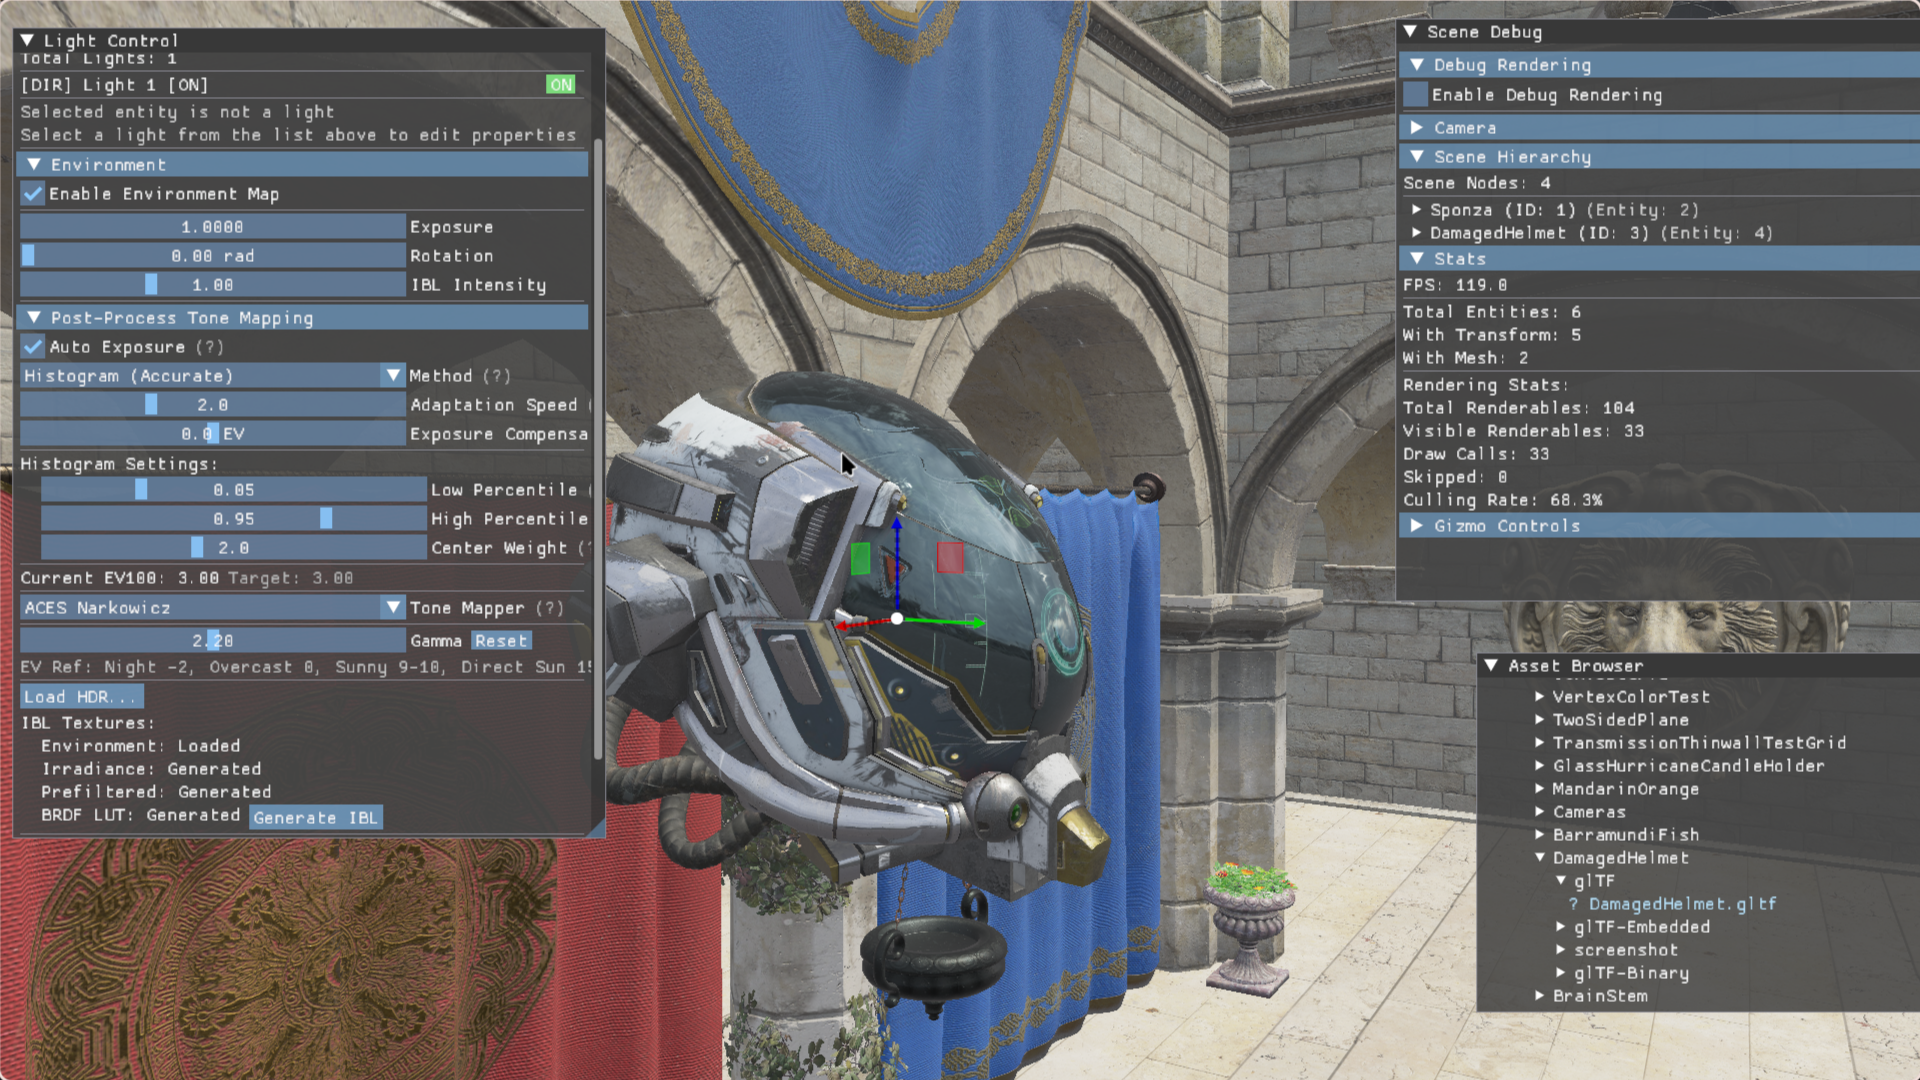 Light Control
Total Lights: 1
[DIR] Light 1 [ON] ON
Selected entity is not a light
Select a light from the list above to edit properties
Environment
Enable Environment Map
1.0000 Exposure
0.00 rad Rotation
1.00 IBL Intensity
Post-Process Tone Mapping
Auto Exposure (?)
Histogram (Accurate) Method (?)
2.0 Adaptation Speed (
0.0 EV Exposure Compensa
Histogram Settings:
0.05 Low Percentile (
0.95 High Percentile
2.0 Center Weight (?
Current EV100: 3.00 Target: 3.00
ACES Narkowicz Tone Mapper (?)
2.20 Gamma Reset
EV Ref: Night -2, Overcast 0, Sunny 9-10, Direct Sun 15
Load HDR...
IBL Textures:
Environment: Loaded
Irradiance: Generated
Prefiltered: Generated
BRDF LUT: Generated Generate IBL
Scene Debug
Debug Rendering
Enable Debug Rendering
Camera
Scene Hierarchy
Scene Nodes: 4
Sponza (ID: 1) (Entity: 2)
DamagedHelmet (ID: 3) (Entity: 4)
Stats
FPS: 119.0
Total Entities: 6
With Transform: 5
With Mesh: 2
Rendering Stats:
Total Renderables: 104
Visible Renderables: 33
Draw Calls: 33
Skipped: 0
Culling Rate: 68.3%
Gizmo Controls
Asset Browser
VertexColorTest
TwoSidedPlane
TransmissionThinwallTestGrid
GlassHurricaneCandleHolder
MandarinOrange
Cameras
BarramundiFish
DamagedHelmet
glTF
? DamagedHelmet.gltf
glTF-Embedded
screenshot
glTF-Binary
BrainStem